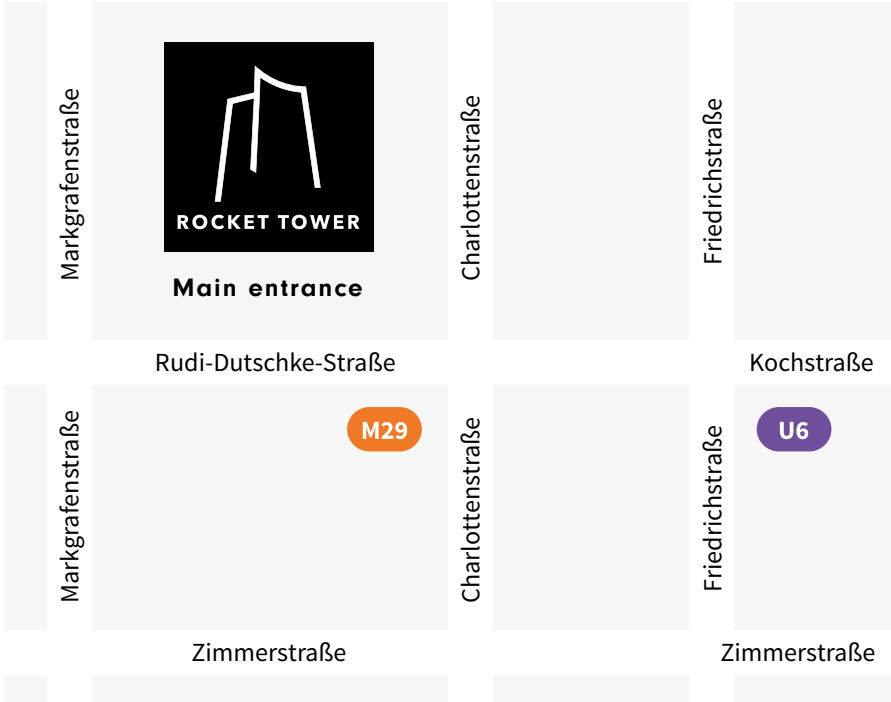 Markgrafenstraße
ROCKET TOWER
Main entrance
Charlottenstraße
Friedrichstraße
Rudi-Dutschke-Straße
Kochstraße
Markgrafenstraße
M29
Charlottenstraße
Friedrichstraße
U6
Zimmerstraße
Zimmerstraße